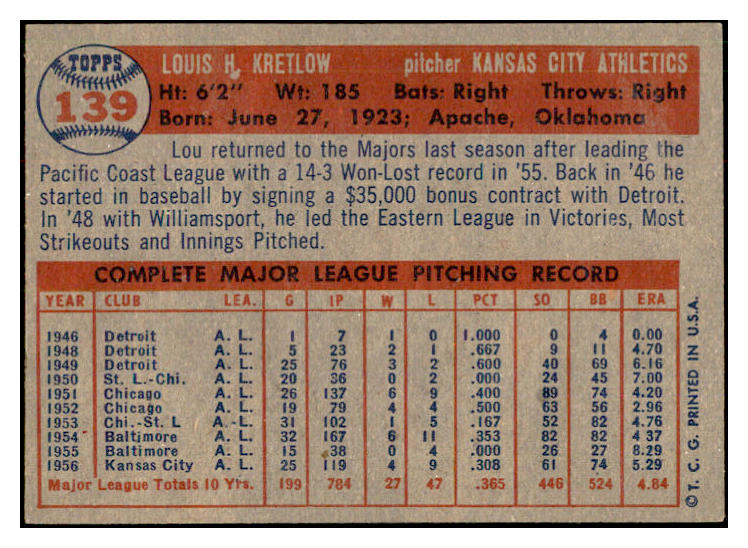 TOPPS
139
LOUIS H. KRETLOW pitcher KANSAS CITY ATHLETICS
Ht: 6'2" Wt: 185 Bats: Right Throws: Right
Born: June 27, 1923; Apache, Oklahoma
Lou returned to the Majors last season after leading the
Pacific Coast League with a 14-3 Won-Lost record in '55. Back in '46 he
started in baseball by signing a $35,000 bonus contract with Detroit.
In '48 with Williamsport, he led the Eastern League in Victories, Most
Strikeouts and Innings Pitched.
COMPLETE MAJOR LEAGUE PITCHING RECORD
YEAR CLUB LEA. G IP W L PCT SO BB ERA
1946 Detroit A. L. 1 7 1 0 1.000 0 4 0.00
1948 Detroit A. L. 5 23 2 1 .667 9 11 4.70
1949 Detroit A. L. 25 76 3 2 .600 40 69 6.16
1950 St. L.-Chi. A. L. 20 36 0 2 .000 24 45 7.00
1951 Chicago A. L. 26 137 6 9 .400 89 74 4.20
1952 Chicago A. L. 19 79 4 4 .500 63 56 2.96
1953 Chi.-St. L A. L. 31 102 1 5 .167 52 82 4.76
1954 Baltimore A. L. 32 167 6 11 .353 82 82 4 37
1955 Baltimore A. L. 15 38 0 4 .000 26 27 8.29
1956 Kansas City A. L. 25 119 4 9 .308 61 74 5.29
Major League Totals 10 Yrs. 199 784 27 47 .365 446 524 4.84
© T. C. G. PRINTED IN U.S.A.